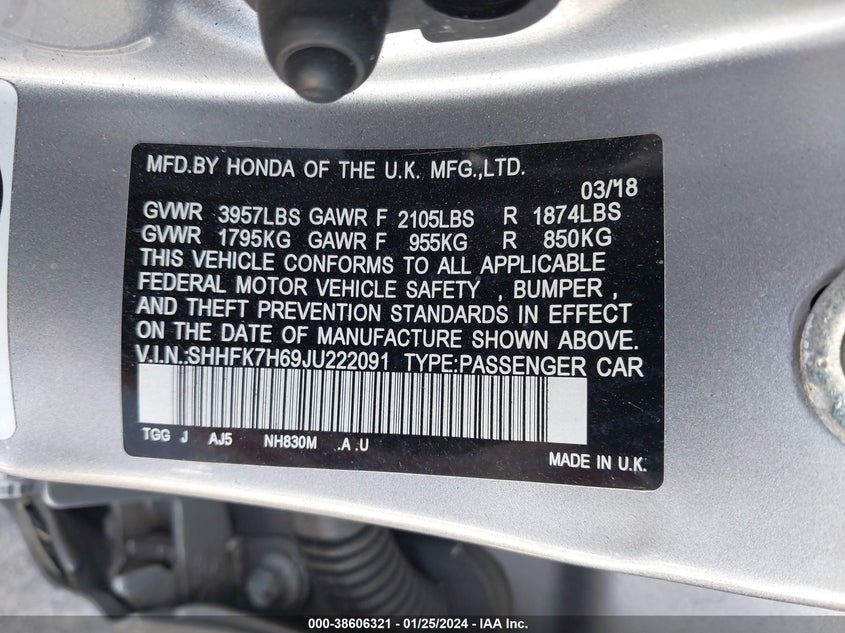 MFD.BY HONDA OF THE U.K. MFG.,LTD.
03/'18
GVWR 3957LBS GAWR F 2105LBS R 1874LBS
GVWR 1795KG GAWR F 955KG R 850KG
THIS VEHICLE CONFORMS TO ALL APPLICABLE
FEDERAL MOTOR VEHICLE SAFETY , BUMPER ,
AND THEFT PREVENTION STANDARDS IN EFFECT
ON THE DATE OF MANUFACTURE SHOWN ABOVE.
V.I.N.:SHHFK7H69JU222091 TYPE:PASSENGER CAR
TGG J AJ5 NH830M .A .U
MADE IN U.K.
000-38606321 - 01/25/2024 - IAA Inc.